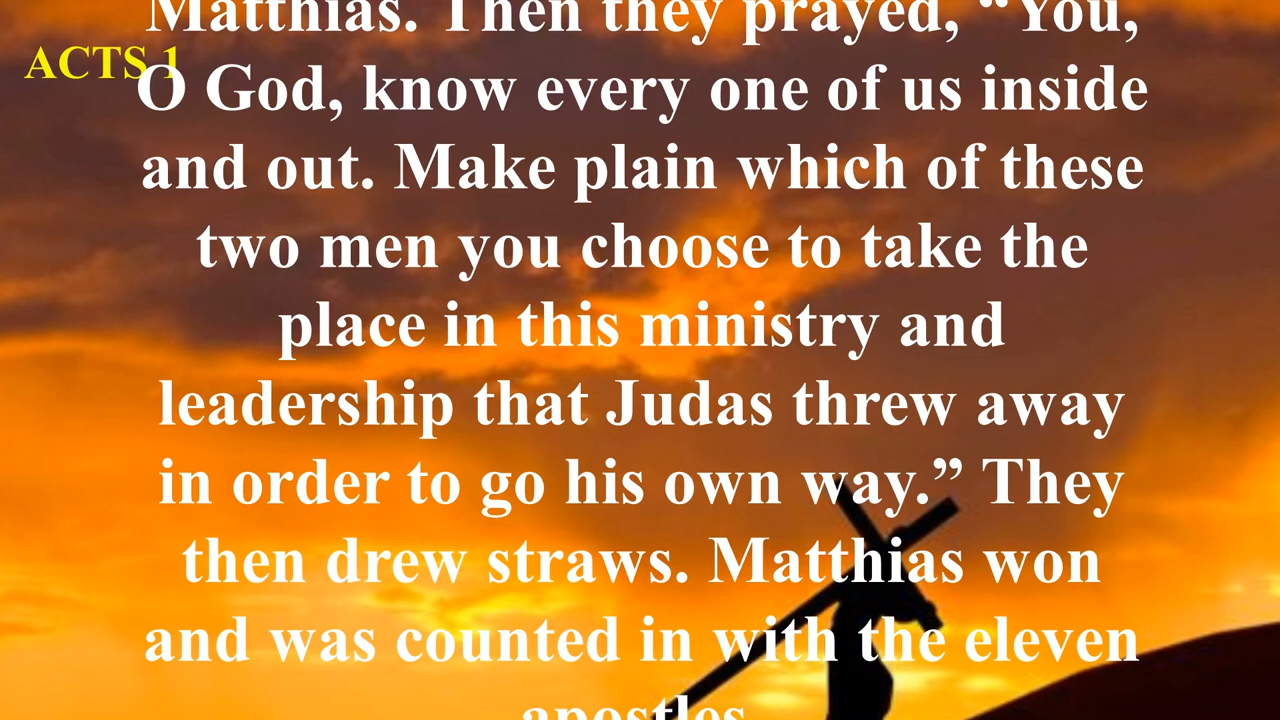 Matthias. Then they prayed, “You,
ACTS 1
O God, know every one of us inside
and out. Make plain which of these
two men you choose to take the
place in this ministry and
leadership that Judas threw away
in order to go his own way.” They
then drew straws. Matthias won
and was counted in with the eleven
apostles.